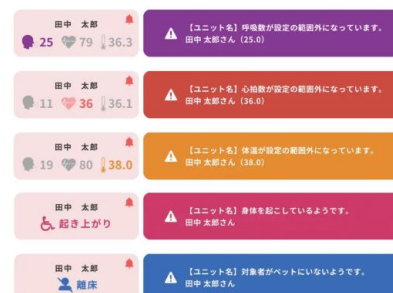 田中 太郎
25 79 36.3
【ユニット名】呼吸数が設定の範囲外になっています。
田中 太郎さん（25.0）
田中 太郎
11 36 36.1
【ユニット名】心拍数が設定の範囲外になっています。
田中 太郎さん（36.0）
田中 太郎
19 80 38.0
【ユニット名】体温が設定の範囲外になっています。
田中 太郎さん（38.0）
田中 太郎
起き上がり
【ユニット名】身体を起こしているようです。
田中 太郎さん
田中 太郎
離床
【ユニット名】対象者がベットにいないようです。
田中 太郎さん